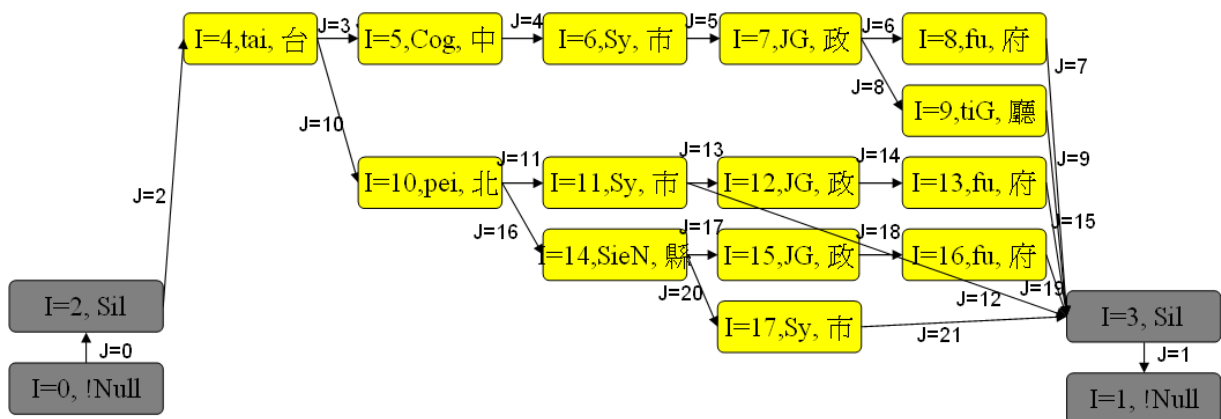 I=4,tai, 台
J=3
I=5,Cog, 中
J=4
I=6,Sy, 市
J=5
I=7,JG, 政
J=6
I=8,fu, 府
J=7
J=8
I=9,tiG, 廳
J=10
J=9
J=2
I=10,pei, 北
J=11
I=11,Sy, 市
J=13
I=12,JG, 政
J=14
I=13,fu, 府
J=15
J=16
I=14,SieN, 縣
J=17
I=15,JG, 政
J=18
I=16,fu, 府
J=20
J=12
J=19
I=2, Sil
I=17,Sy, 市
J=21
I=3, Sil
J=0
J=1
I=0, !Null
I=1, !Null